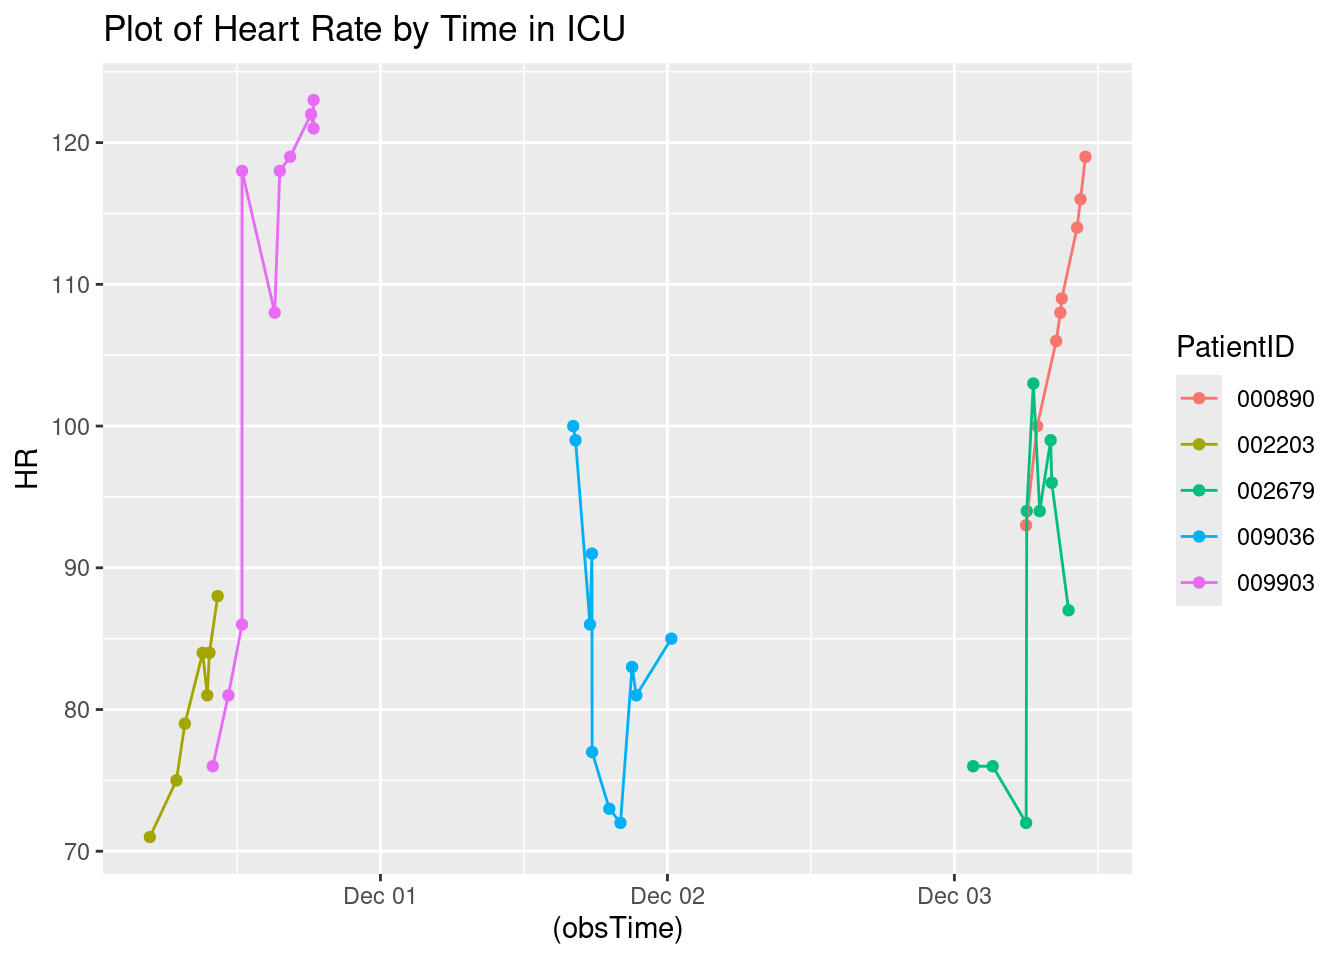 Plot of Heart Rate by Time in ICU
120
110
100
90
80
70
HR
Dec 01
Dec 02
Dec 03
(obsTime)
PatientID
000890
002203
002679
009036
009903